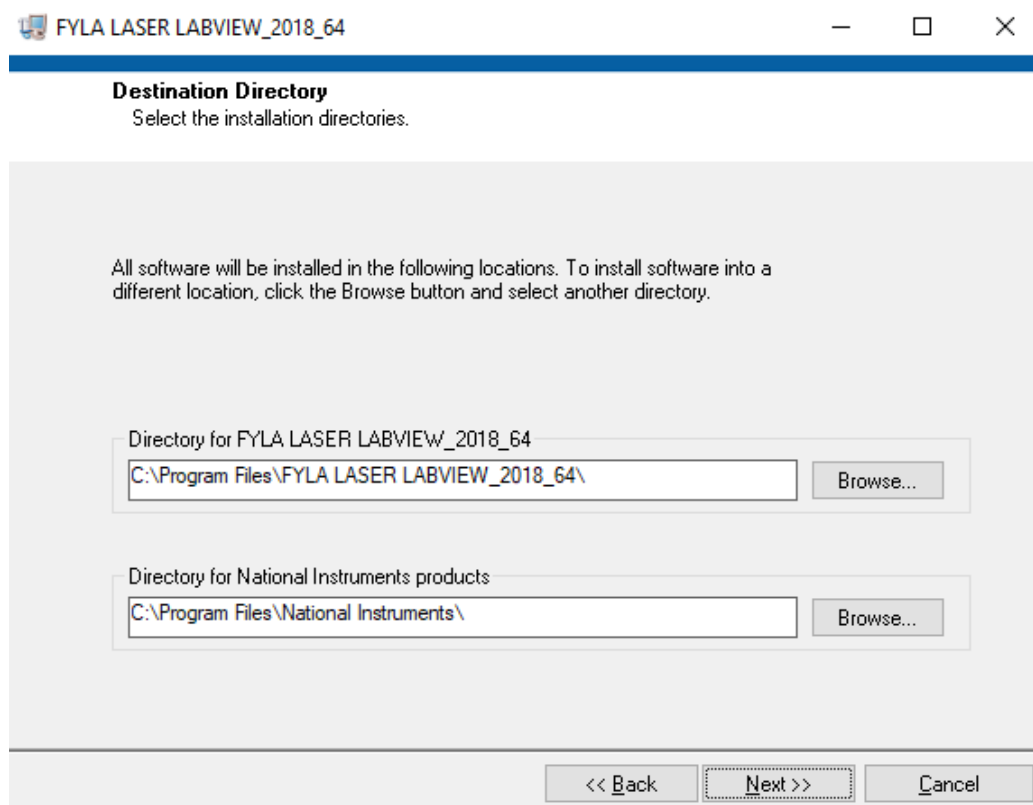 FYLA LASER LABVIEW_2018_64
Destination Directory
Select the installation directories.
All software will be installed in the following locations. To install software into a
different location, click the Browse button and select another directory.
Directory for FYLA LASER LABVIEW_2018_64
C:\Program Files\FYLA LASER LABVIEW_2018_64\
Browse...
Directory for National Instruments products
C:\Program Files\National Instruments\
Browse...
<< Back
Next >>
Cancel